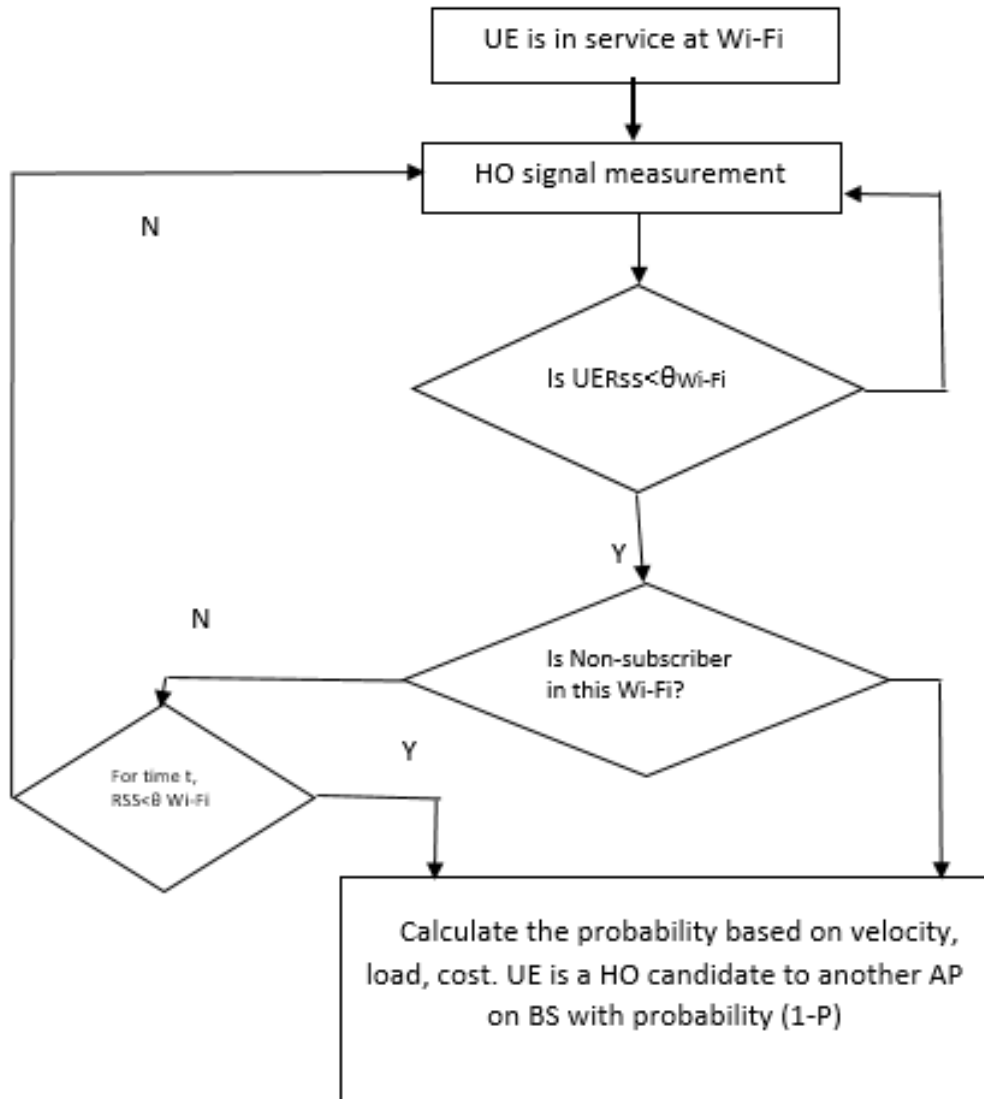 UE is in service at Wi-Fi
HO signal measurement
N
Is UERSS<θWi-Fi
Y
N
Is Non-subscriber
in this Wi-Fi?
Y
For time t,
RSS<θ Wi-Fi
Calculate the probability based on velocity,
load, cost. UE is a HO candidate to another AP
on BS with probability (1-P)